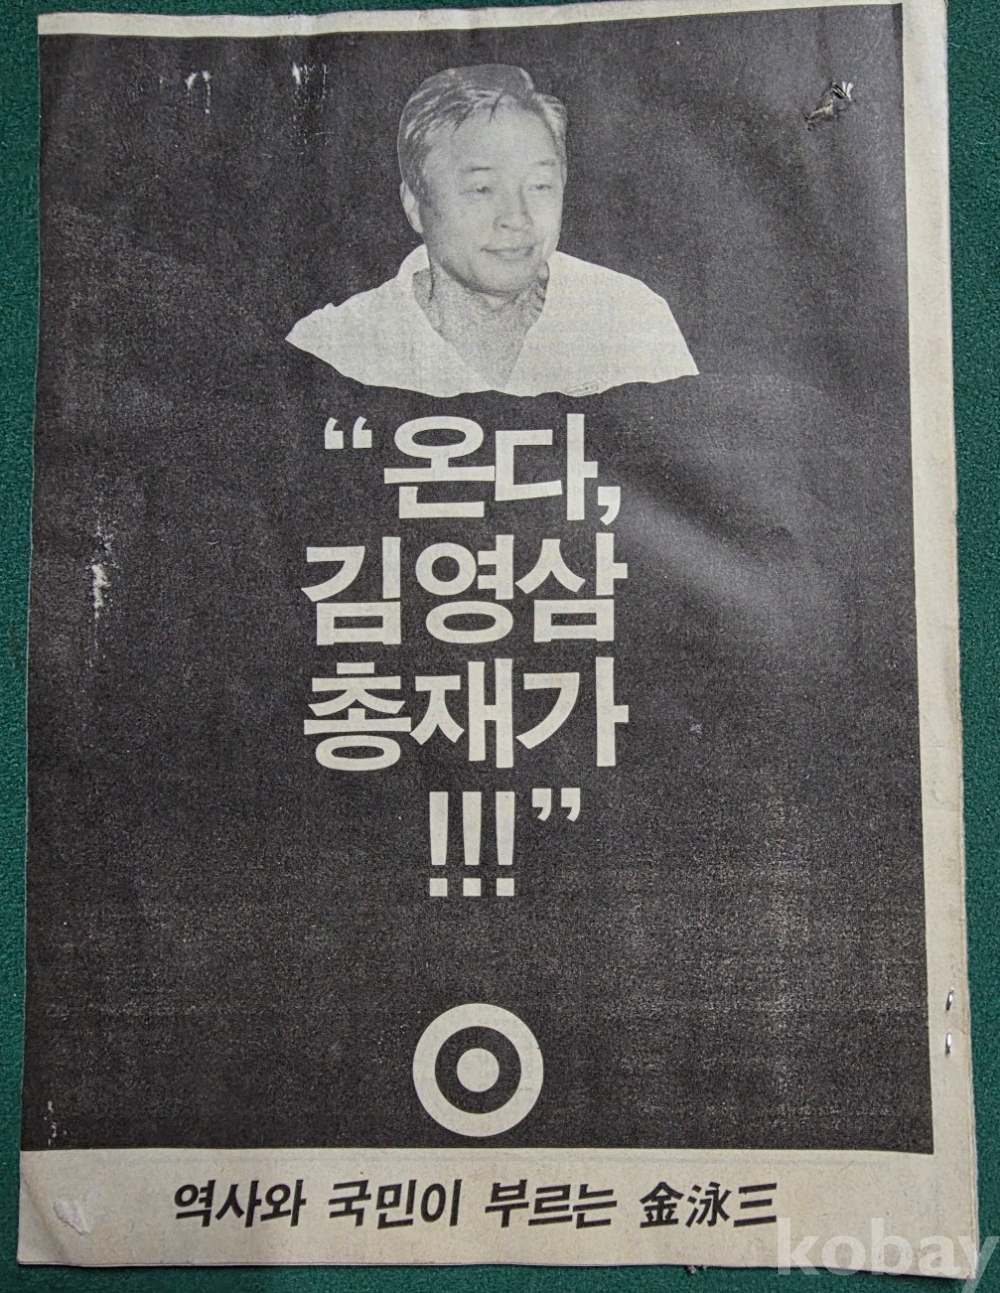 “온다,
김영삼
총재가
!!!”
역사와 국민이 부르는 金泳三
kobay